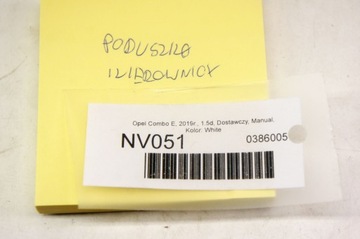 PODUSZKA
I KIEROWNICY
Opel Combo E, 2019r., 1.5d, Dostawczy, Manual.
Kolor: White
NV051
0386005